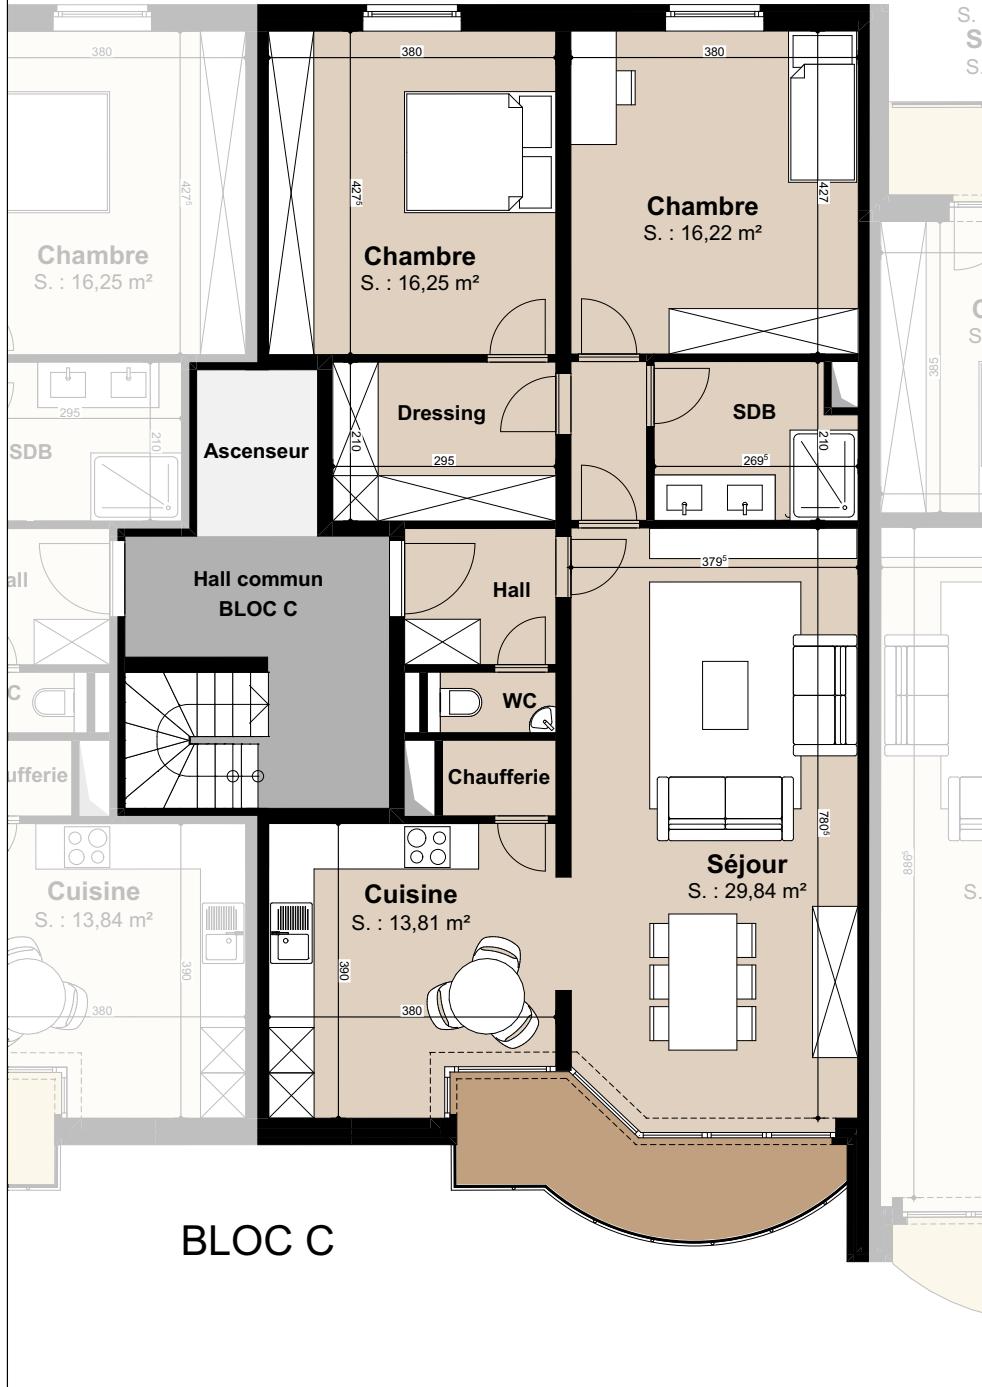 S.
S
S.
380
380
380
427⁵
427⁵
427
Chambre
S. : 16,22 m²
Chambre
S. : 16,25 m²
Chambre
S. : 16,25 m²
C
S
385
295
SDB
210
Ascenseur
Dressing
210
295
SDB
210
269⁵
all
Hall commun
BLOC C
Hall
379⁵
C
WC
ufferie
Chaufferie
780⁵
Séjour
S. : 29,84 m²
886⁵
S.
Cuisine
S. : 13,84 m²
Cuisine
S. : 13,81 m²
390
380
390
380
BLOC C